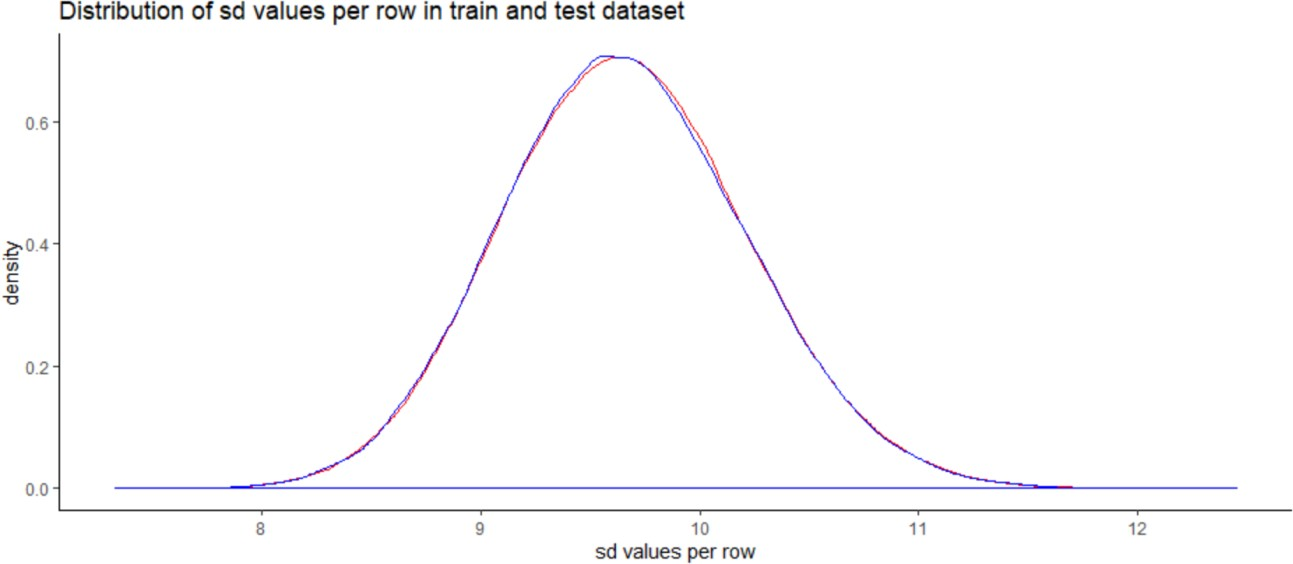 Distribution of sd values per row in train and test dataset
density
0.6
0.4
0.2
0.0
8 9 10 11 12
sd values per row